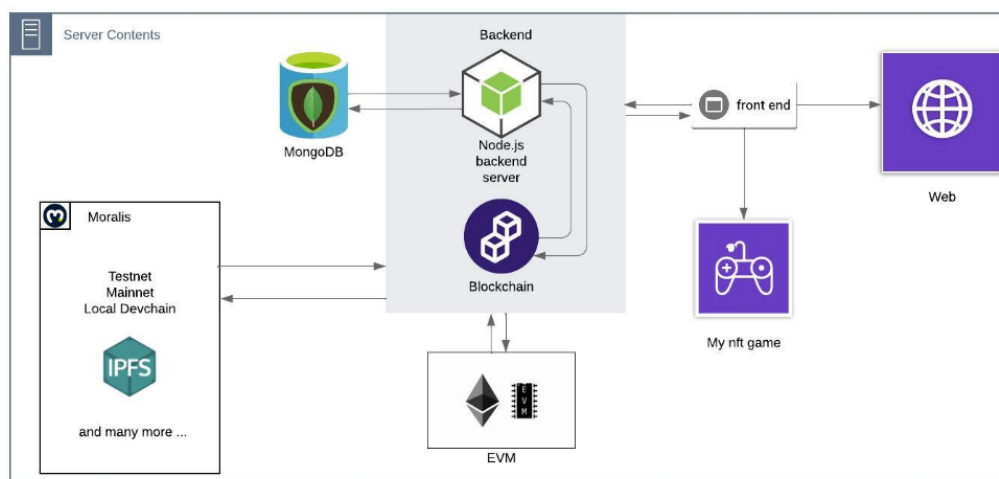 Server Contents
Backend
MongoDB
Node.js
backend
server
front end
Web
Moralis
Testnet
Mainnet
Local Devchain
IPFS
and many more ...
Blockchain
My nft game
EVM
EVM